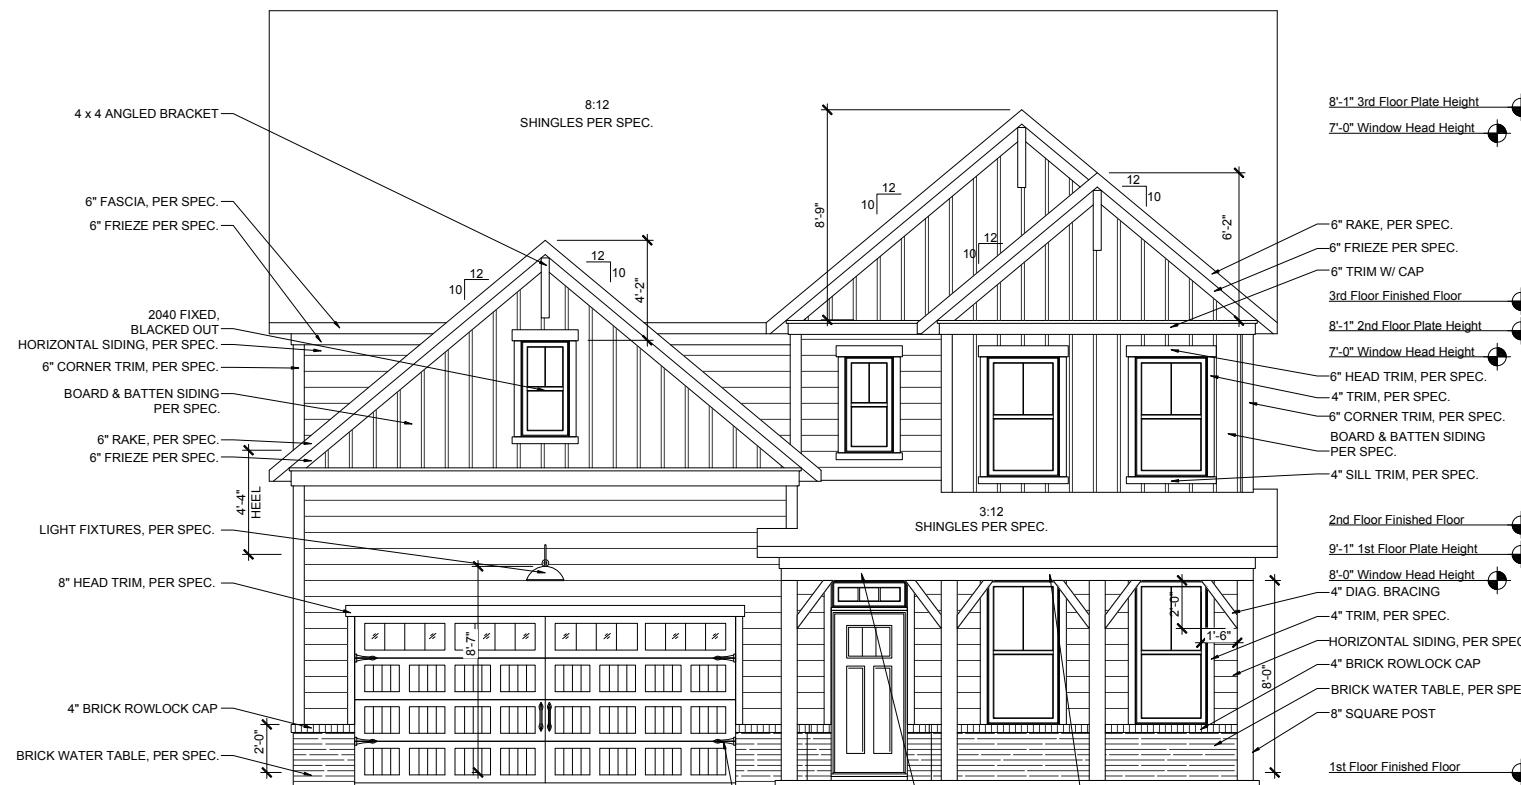 4 x 4 ANGLED BRACKET
6" FASCIA, PER SPEC.
6" FRIEZE PER SPEC.
2040 FIXED,
BLACKED OUT
HORIZONTAL SIDING, PER SPEC.
6" CORNER TRIM, PER SPEC.
BOARD & BATTEN SIDING
PER SPEC.
6" RAKE, PER SPEC.
6" FRIEZE PER SPEC.
4'-4"
HEEL
LIGHT FIXTURES, PER SPEC.
8" HEAD TRIM, PER SPEC.
4" BRICK ROWLOCK CAP
2'-0"
BRICK WATER TABLE, PER SPEC.
8:12
SHINGLES PER SPEC.
12
10
12
10
4'-2"
8'-9"
12
10
12
10
12
10
6'-2"
3:12
SHINGLES PER SPEC.
8'-7"
2'-0"
1'-6"
8'-0"
8'-1" 3rd Floor Plate Height
7'-0" Window Head Height
6" RAKE, PER SPEC.
6" FRIEZE PER SPEC.
6" TRIM W/ CAP
3rd Floor Finished Floor
8'-1" 2nd Floor Plate Height
7'-0" Window Head Height
6" HEAD TRIM, PER SPEC.
4" TRIM, PER SPEC.
6" CORNER TRIM, PER SPEC.
BOARD & BATTEN SIDING
PER SPEC.
4" SILL TRIM, PER SPEC.
2nd Floor Finished Floor
9'-1" 1st Floor Plate Height
8'-0" Window Head Height
4" DIAG. BRACING
4" TRIM, PER SPEC.
HORIZONTAL SIDING, PER SPEC
4" BRICK ROWLOCK CAP
BRICK WATER TABLE, PER SPE
8" SQUARE POST
1st Floor Finished Floor